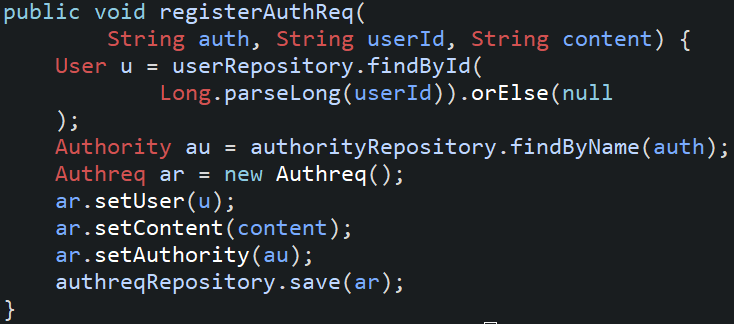 public void registerAuthReq(
        String auth, String userId, String content) {
    User u = userRepository.findById(
            Long.parseLong(userId)).orElse(null
    );
    Authority au = authorityRepository.findByName(auth);
    Authreq ar = new Authreq();
    ar.setUser(u);
    ar.setContent(content);
    ar.setAuthority(au);
    authreqRepository.save(ar);
}